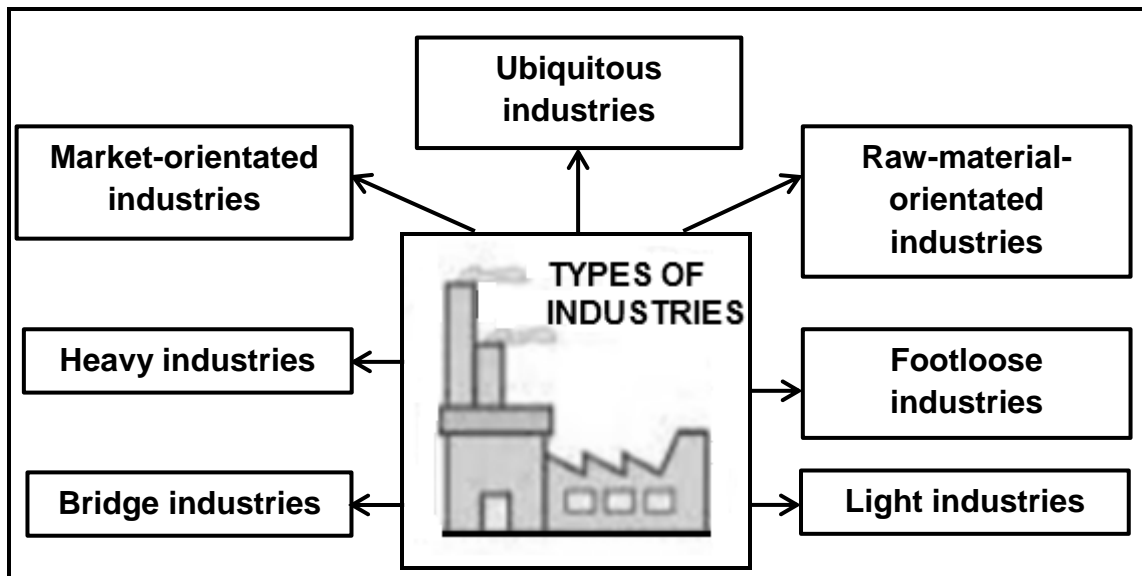 Ubiquitous
industries
Market-orientated
industries
Raw-material-
orientated
industries
TYPES OF
INDUSTRIES
Heavy industries
Footloose
industries
Bridge industries
Light industries